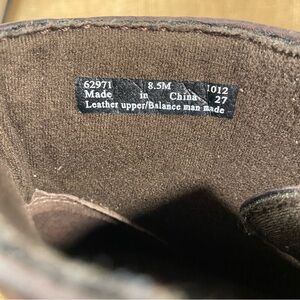 62971 8.5M 1012
Made in China 27
Leather upper/Balance man made